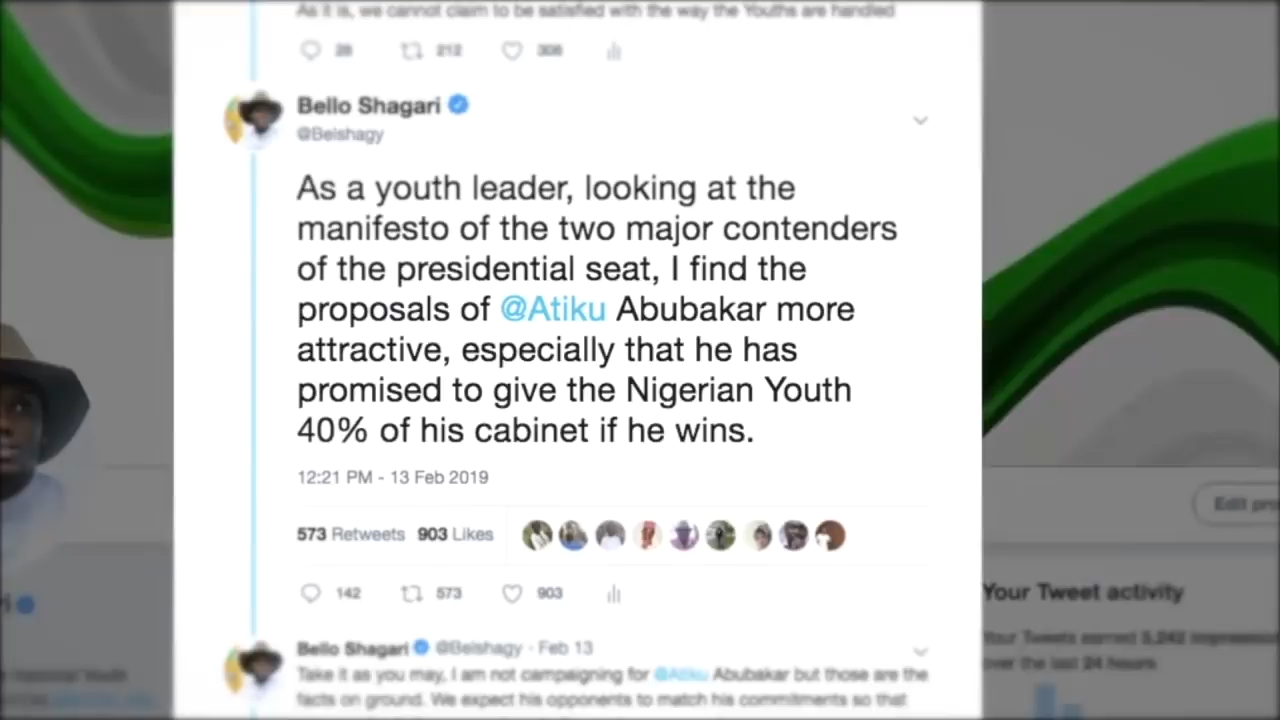 As it is, we cannot claim to be satisfied with the way the Youths are handled
28 212 306
Bello Shagari
@Belshagy
As a youth leader, looking at the
manifesto of the two major contenders
of the presidential seat, I find the
proposals of @Atiku Abubakar more
attractive, especially that he has
promised to give the Nigerian Youth
40% of his cabinet if he wins.
12:21 PM - 13 Feb 2019
573 Retweets 903 Likes
142 573 903
Bello Shagari @Belshagy · Feb 13
Take it as you may, I am not campaigning for @Atiku Abubakar but those are the
facts on ground. We expect his opponents to match his commitments so that
Edit pro
Your Tweet activity
Your Tweets earned 5,242 impression
over the last 24 hours